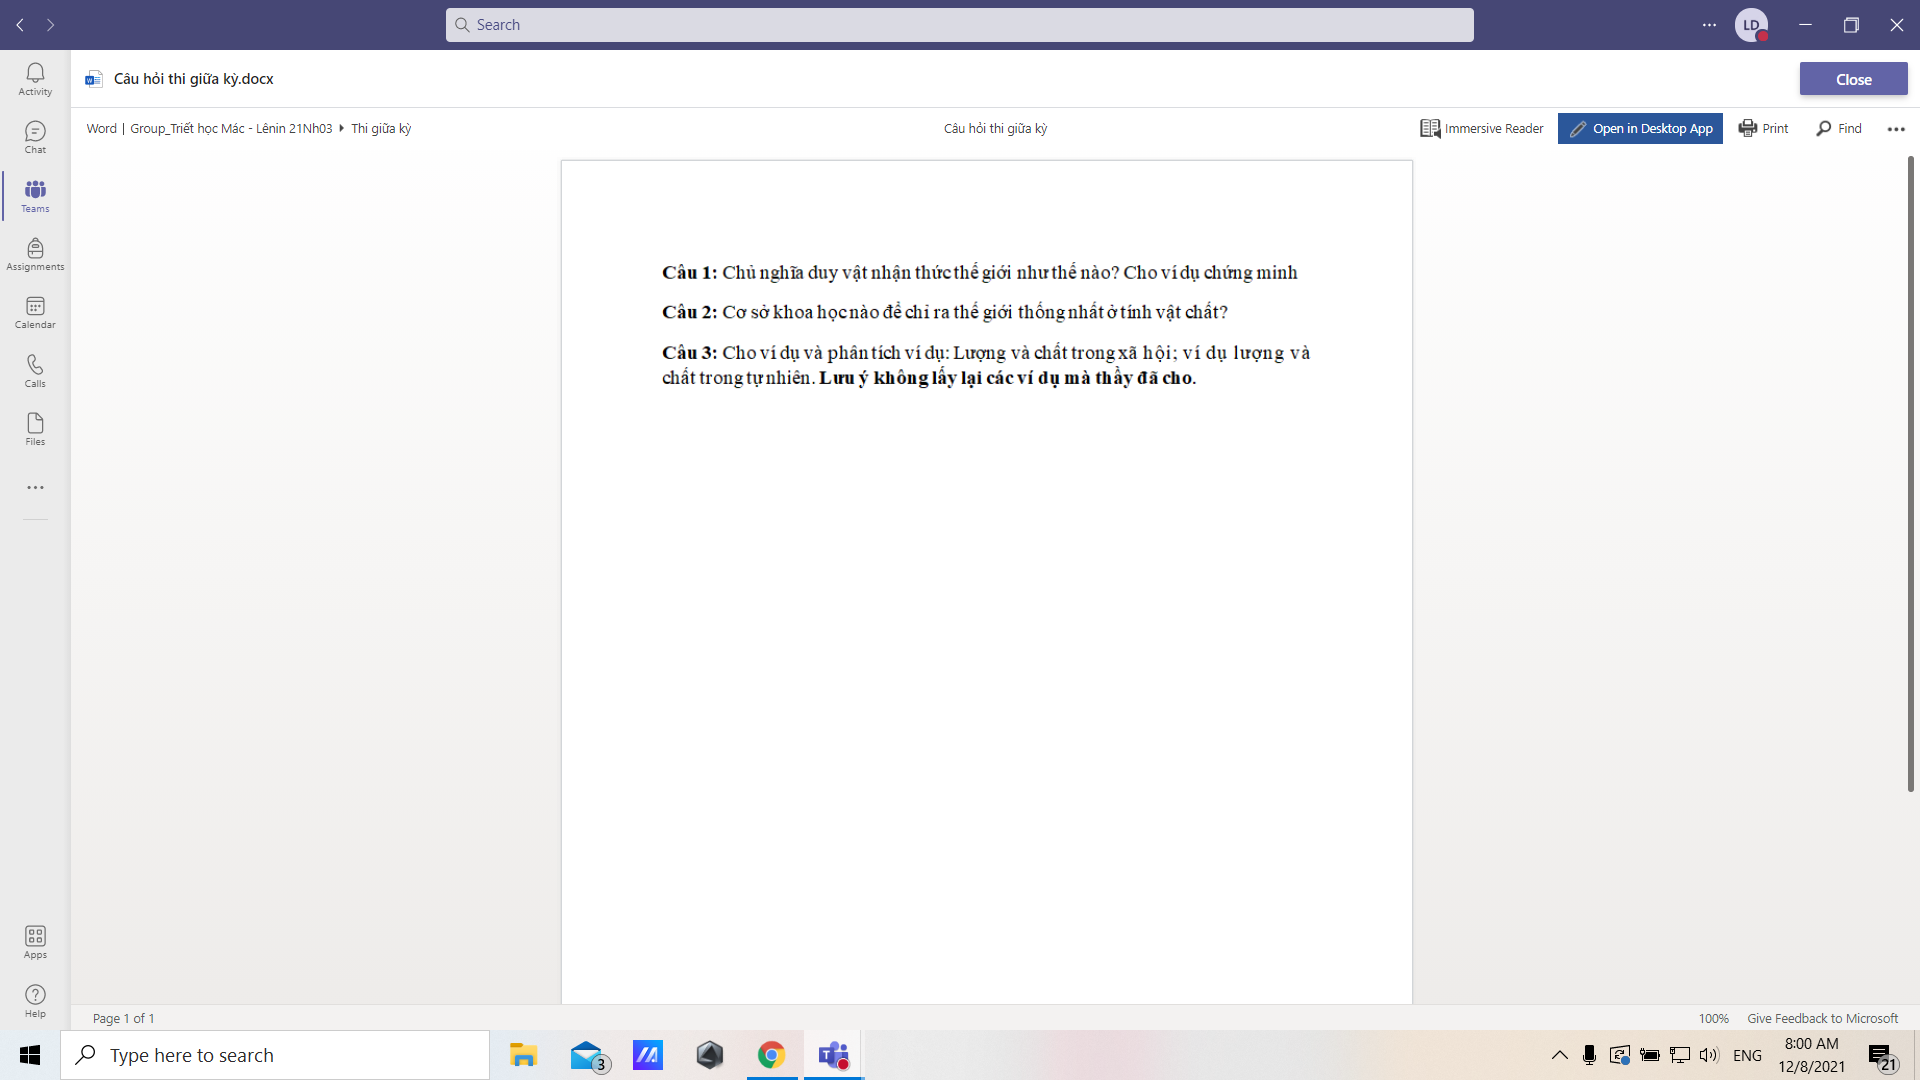 Search
LD
Activity
Chat
Teams
Assignments
Calendar
Calls
Files
Apps
Help
Câu hỏi thi giữa kỳ.docx
Close
Word | Group_Triết học Mác - Lênin 21Nh03 Thi giữa kỳ
Câu hỏi thi giữa kỳ
Immersive Reader
Open in Desktop App
Print
Find
Câu 1: Chủ nghĩa duy vật nhận thức thế giới như thế nào? Cho ví dụ chứng minh
Câu 2: Cơ sở khoa học nào để chỉ ra thế giới thống nhất ở tính vật chất?
Câu 3: Cho ví dụ và phân tích ví dụ: Lượng và chất trong xã hội; ví dụ lượng và
chất trong tự nhiên. Lưu ý không lấy lại các ví dụ mà thầy đã cho.
Page 1 of 1
100%
Give Feedback to Microsoft
Type here to search
3
ENG
8:00 AM
12/8/2021
21